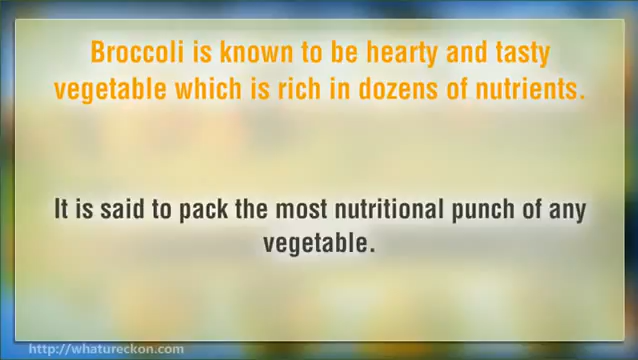 Broccoli is known to be hearty and tasty
vegetable which is rich in dozens of nutrients.
It is said to pack the most nutritional punch of any
vegetable.
http://whatureckon.com